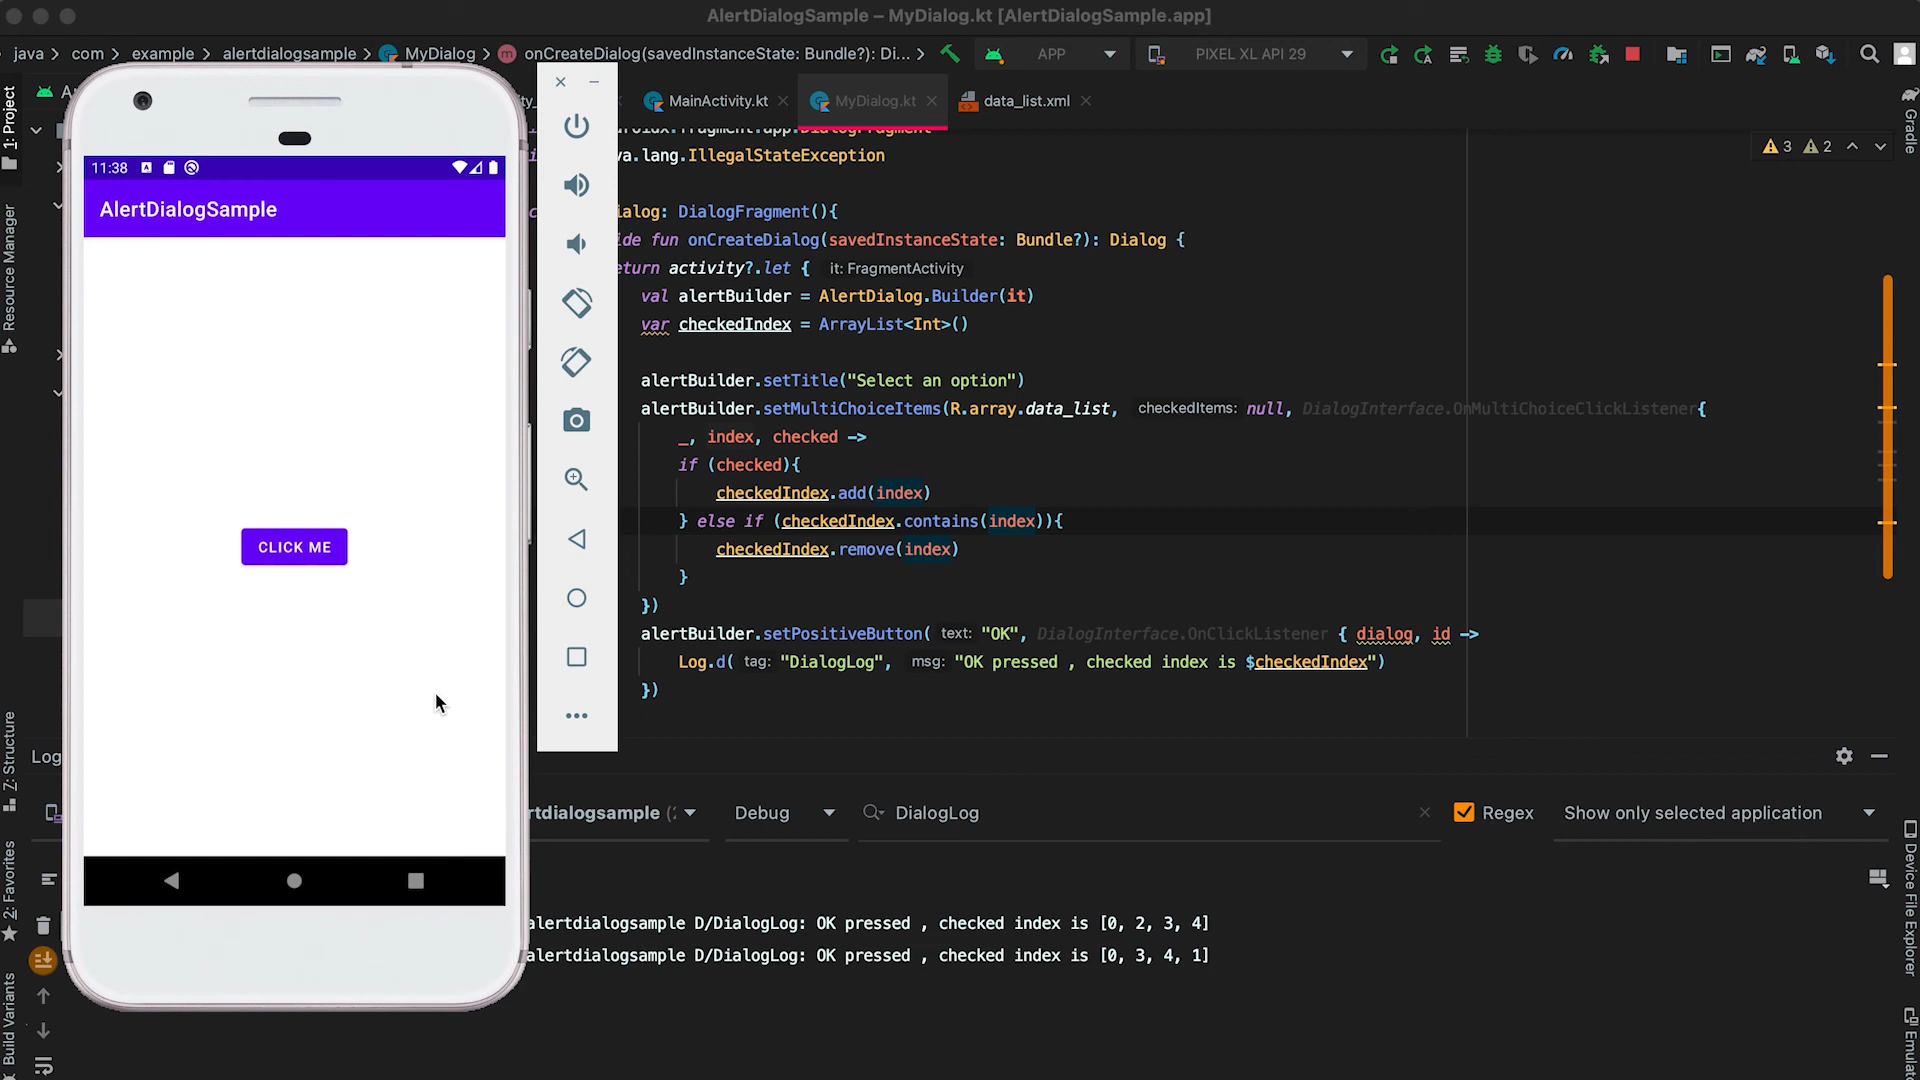 AlertDialogSample – MyDialog.kt [AlertDialogSample.app]
java com example alertdialogsample MyDialog onCreateDialog(savedInstanceState: Bundle?): Di... APP PIXEL XL API 29
1: Project
Resource Manager
7: Structure
2: Favorites
Build Variants
MainActivity.kt MyDialog.kt data_list.xml
Gradle
3 2
11:38
AlertDialogSample
CLICK ME
va.lang.IllegalStateException
ialog: DialogFragment(){
ide fun onCreateDialog(savedInstanceState: Bundle?): Dialog {
eturn activity?.let { it: FragmentActivity
val alertBuilder = AlertDialog.Builder(it)
var checkedIndex = ArrayList<Int>()
alertBuilder.setTitle("Select an option")
alertBuilder.setMultiChoiceItems(R.array.data_list, checkedItems: null, DialogInterface.OnMultiChoiceClickListener{
_, index, checked ->
if (checked){
checkedIndex.add(index)
} else if (checkedIndex.contains(index)){
checkedIndex.remove(index)
}
})
alertBuilder.setPositiveButton( text: "OK", DialogInterface.OnClickListener { dialog, id ->
Log.d( tag: "DialogLog", msg: "OK pressed , checked index is $checkedIndex")
})
Log
rtdialogsample Debug DialogLog Regex Show only selected application
alertdialogsample D/DialogLog: OK pressed , checked index is [0, 2, 3, 4]
alertdialogsample D/DialogLog: OK pressed , checked index is [0, 3, 4, 1]
Device File Explorer